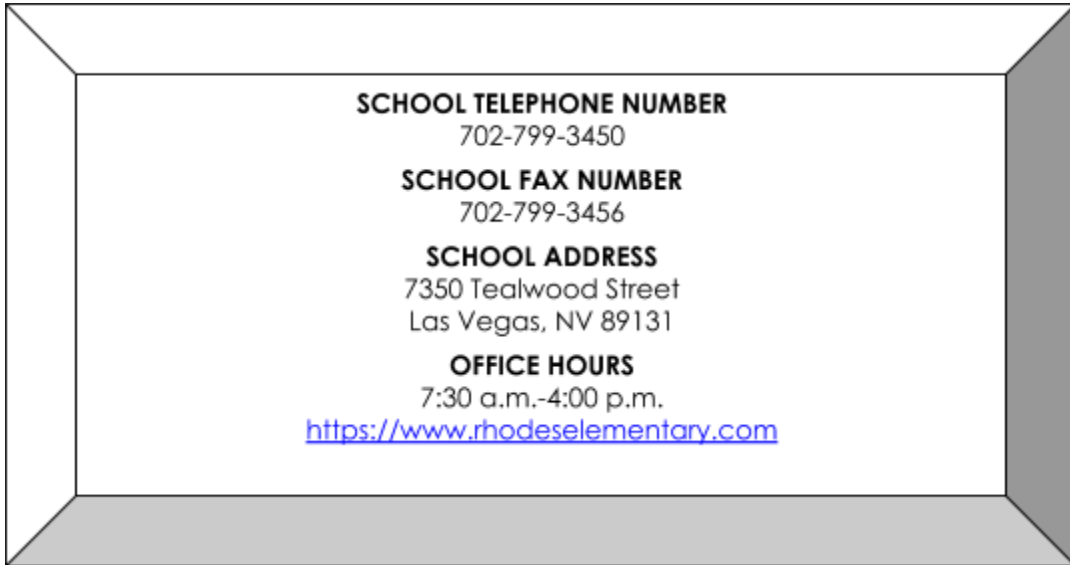 SCHOOL TELEPHONE NUMBER
702-799-3450
SCHOOL FAX NUMBER
702-799-3456
SCHOOL ADDRESS
7350 Tealwood Street
Las Vegas, NV 89131
OFFICE HOURS
7:30 a.m.-4:00 p.m.
https://www.rhodeselementary.com